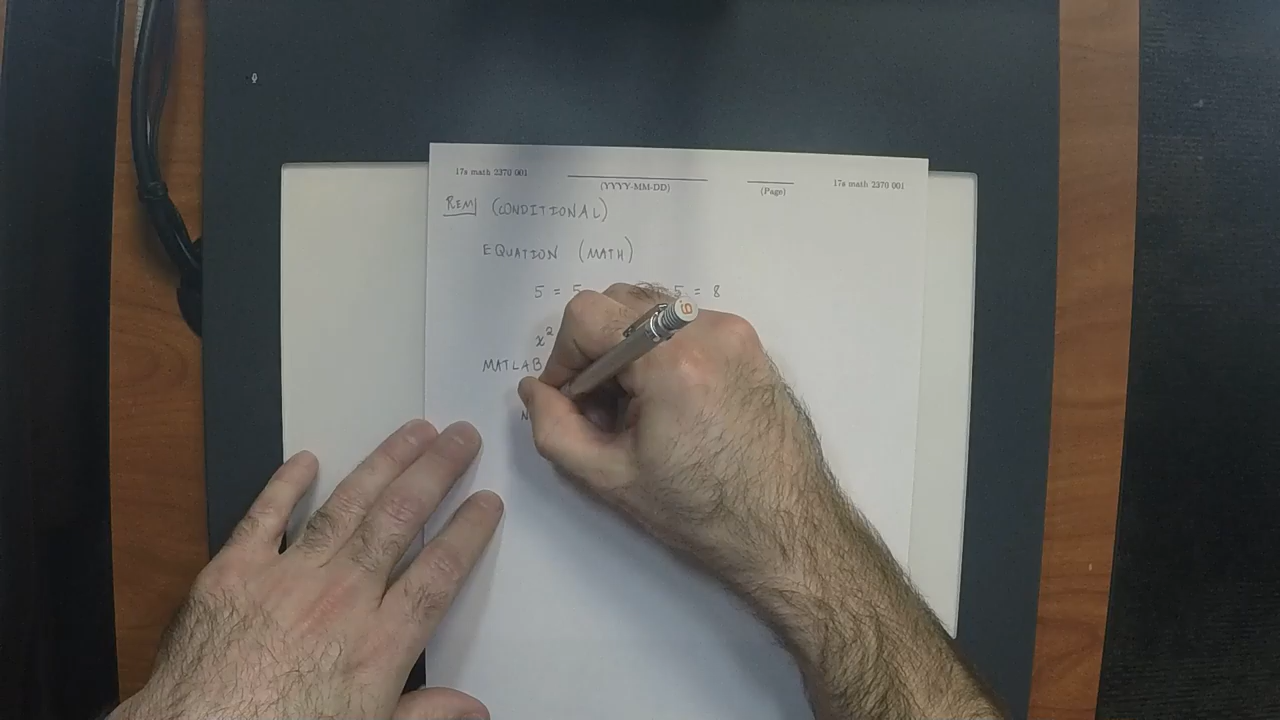 17s math 2370 001 (YYYY-MM-DD) (Page) 17s math 2370 001
REM (CONDITIONAL)
EQUATION (MATH)
5 = 5 5 = 8
x²
MATLAB